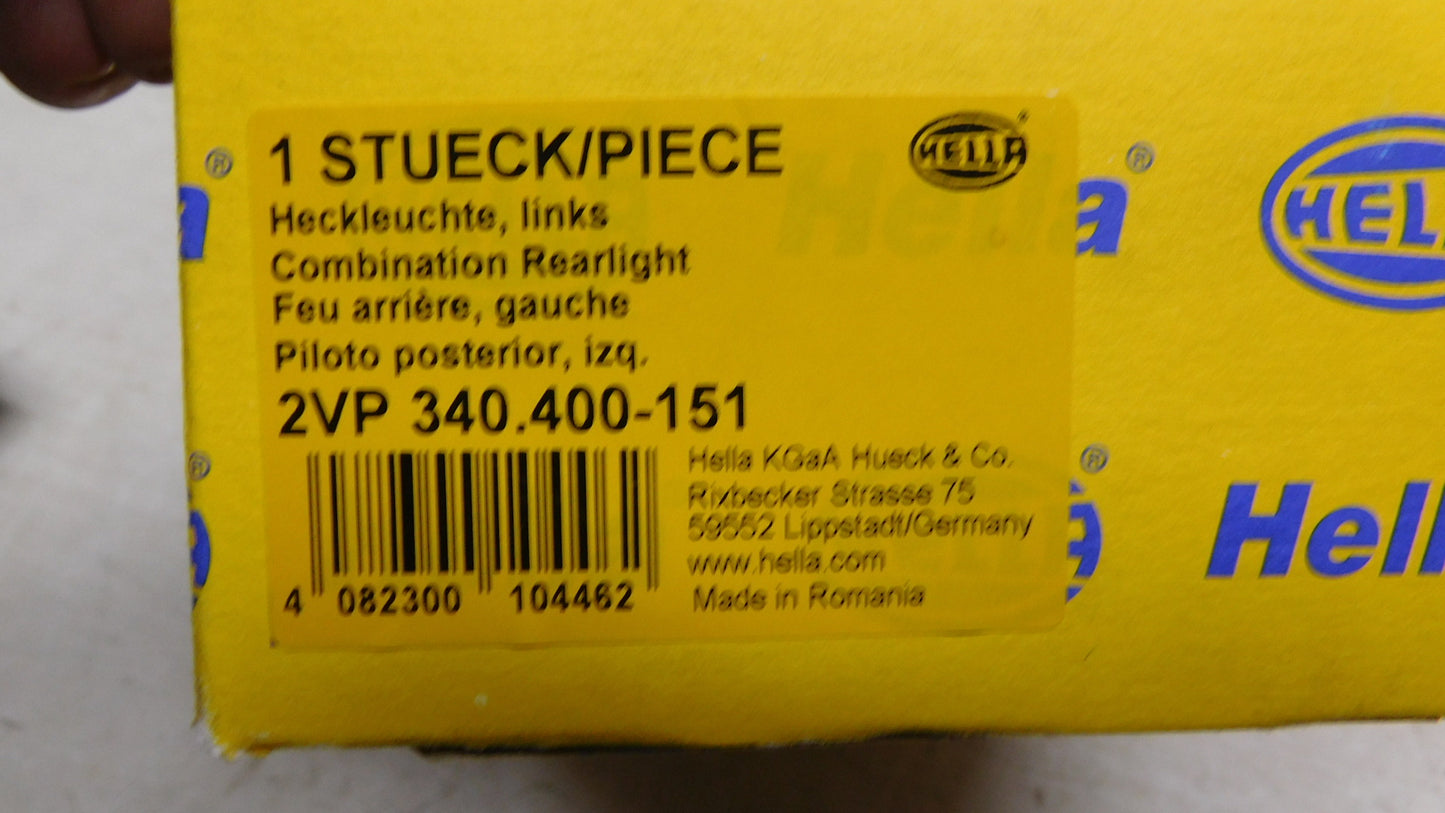 1 STUECK/PIECE
HELLA
Heckleuchte, links
Combination Rearlight
Feu arrière, gauche
Piloto posterior, izq.
2VP 340.400-151
Hella KGaA Hueck & Co.
Rixbecker Strasse 75
59552 Lippstadt/Germany
www.hella.com
Made in Romania
4 082300 104462
Hella
®
®
a
a
HEL
®
®
Hell